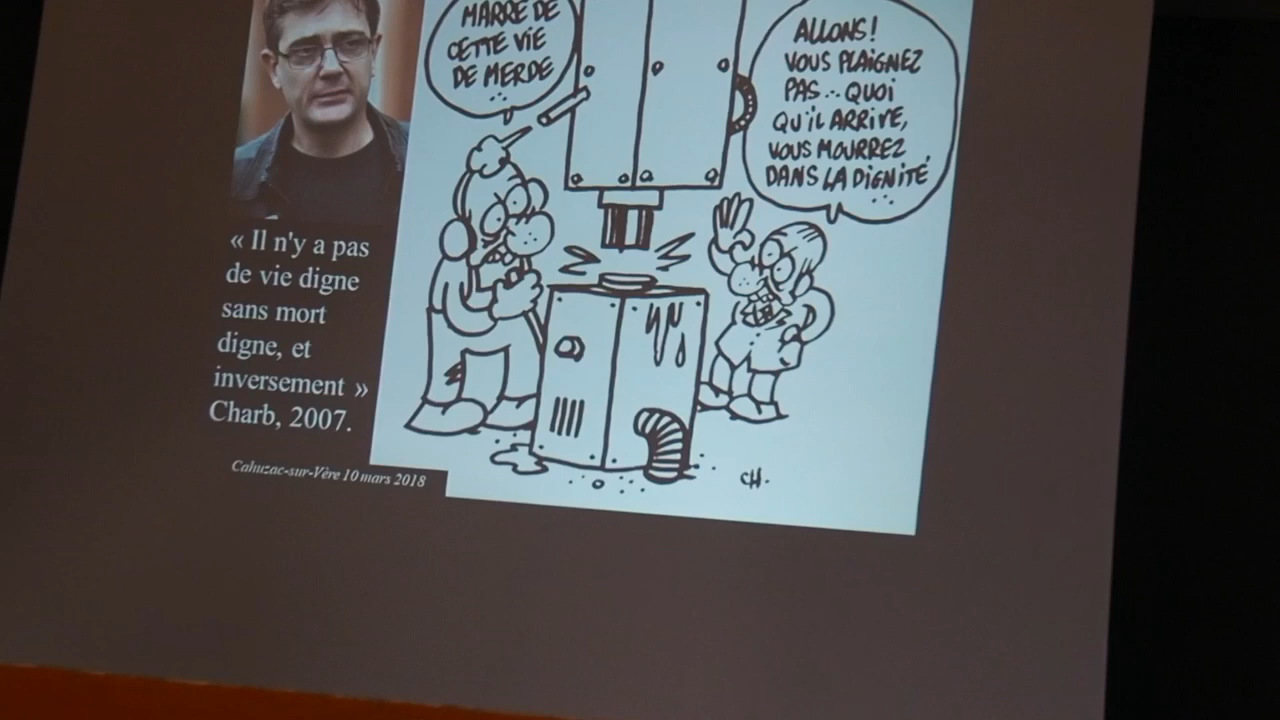 MARRE DE
CETTE ViE
DE MERDE
...
ALLONS!
VOUS PLAiGNEZ
PAS... QUOi
QU'iL ARRiVE,
VOUS MOURREZ
DANS LA DiGNiTÉ
...
« Il n'y a pas
de vie digne
sans mort
digne, et
inversement »
Charb, 2007.
Cahuzac-sur-Vère 10 mars 2018
CH.